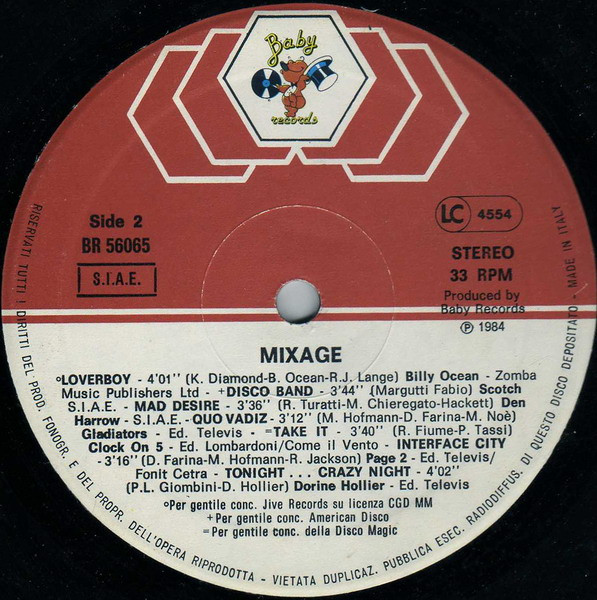 Baby
records
Side 2
BR 56065
S.I.A.E.
LC 4554
STEREO
33 RPM
Produced by
Baby Records
℗ 1984
MIXAGE
°LOVERBOY - 4'01'' (K. Diamond-B. Ocean-R.J. Lange) Billy Ocean - Zomba
Music Publishers Ltd - +DISCO BAND - 3'44'' (Margutti Fabio) Scotch
S.I.A.E. - MAD DESIRE - 3'36'' (R. Turatti-M. Chieregato-Hackett) Den
Harrow - S.I.A.E. - QUO VADIZ - 3'12'' (M. Hofmann-D. Farina-M. Noè)
Gladiators - Ed. Televis - =TAKE IT - 3'40'' (R. Fiume-P. Tassi)
Clock On 5 - Ed. Lombardoni/Come il Vento - INTERFACE CITY
- 3'16'' (D. Farina-M. Hofmann-R. Jackson) Page 2 - Ed. Televis/
Fonit Cetra - TONIGHT . . . CRAZY NIGHT - 4'02''
(P.L. Giombini-D. Hollier) Dorine Hollier - Ed. Televis
°Per gentile conc. Jive Records su licenza CGD MM
+Per gentile conc. American Disco
=Per gentile conc. della Disco Magic
RISERVATI TUTTI I DIRITTI DEL PROD. FONOGR. E DEL PROPR. DELL'OPERA RIPRODOTTA - VIETATA DUPLICAZ. PUBBLICA ESEC. RADIODIFFUS. DI QUESTO DISCO DEPOSITATO - MADE IN ITALY